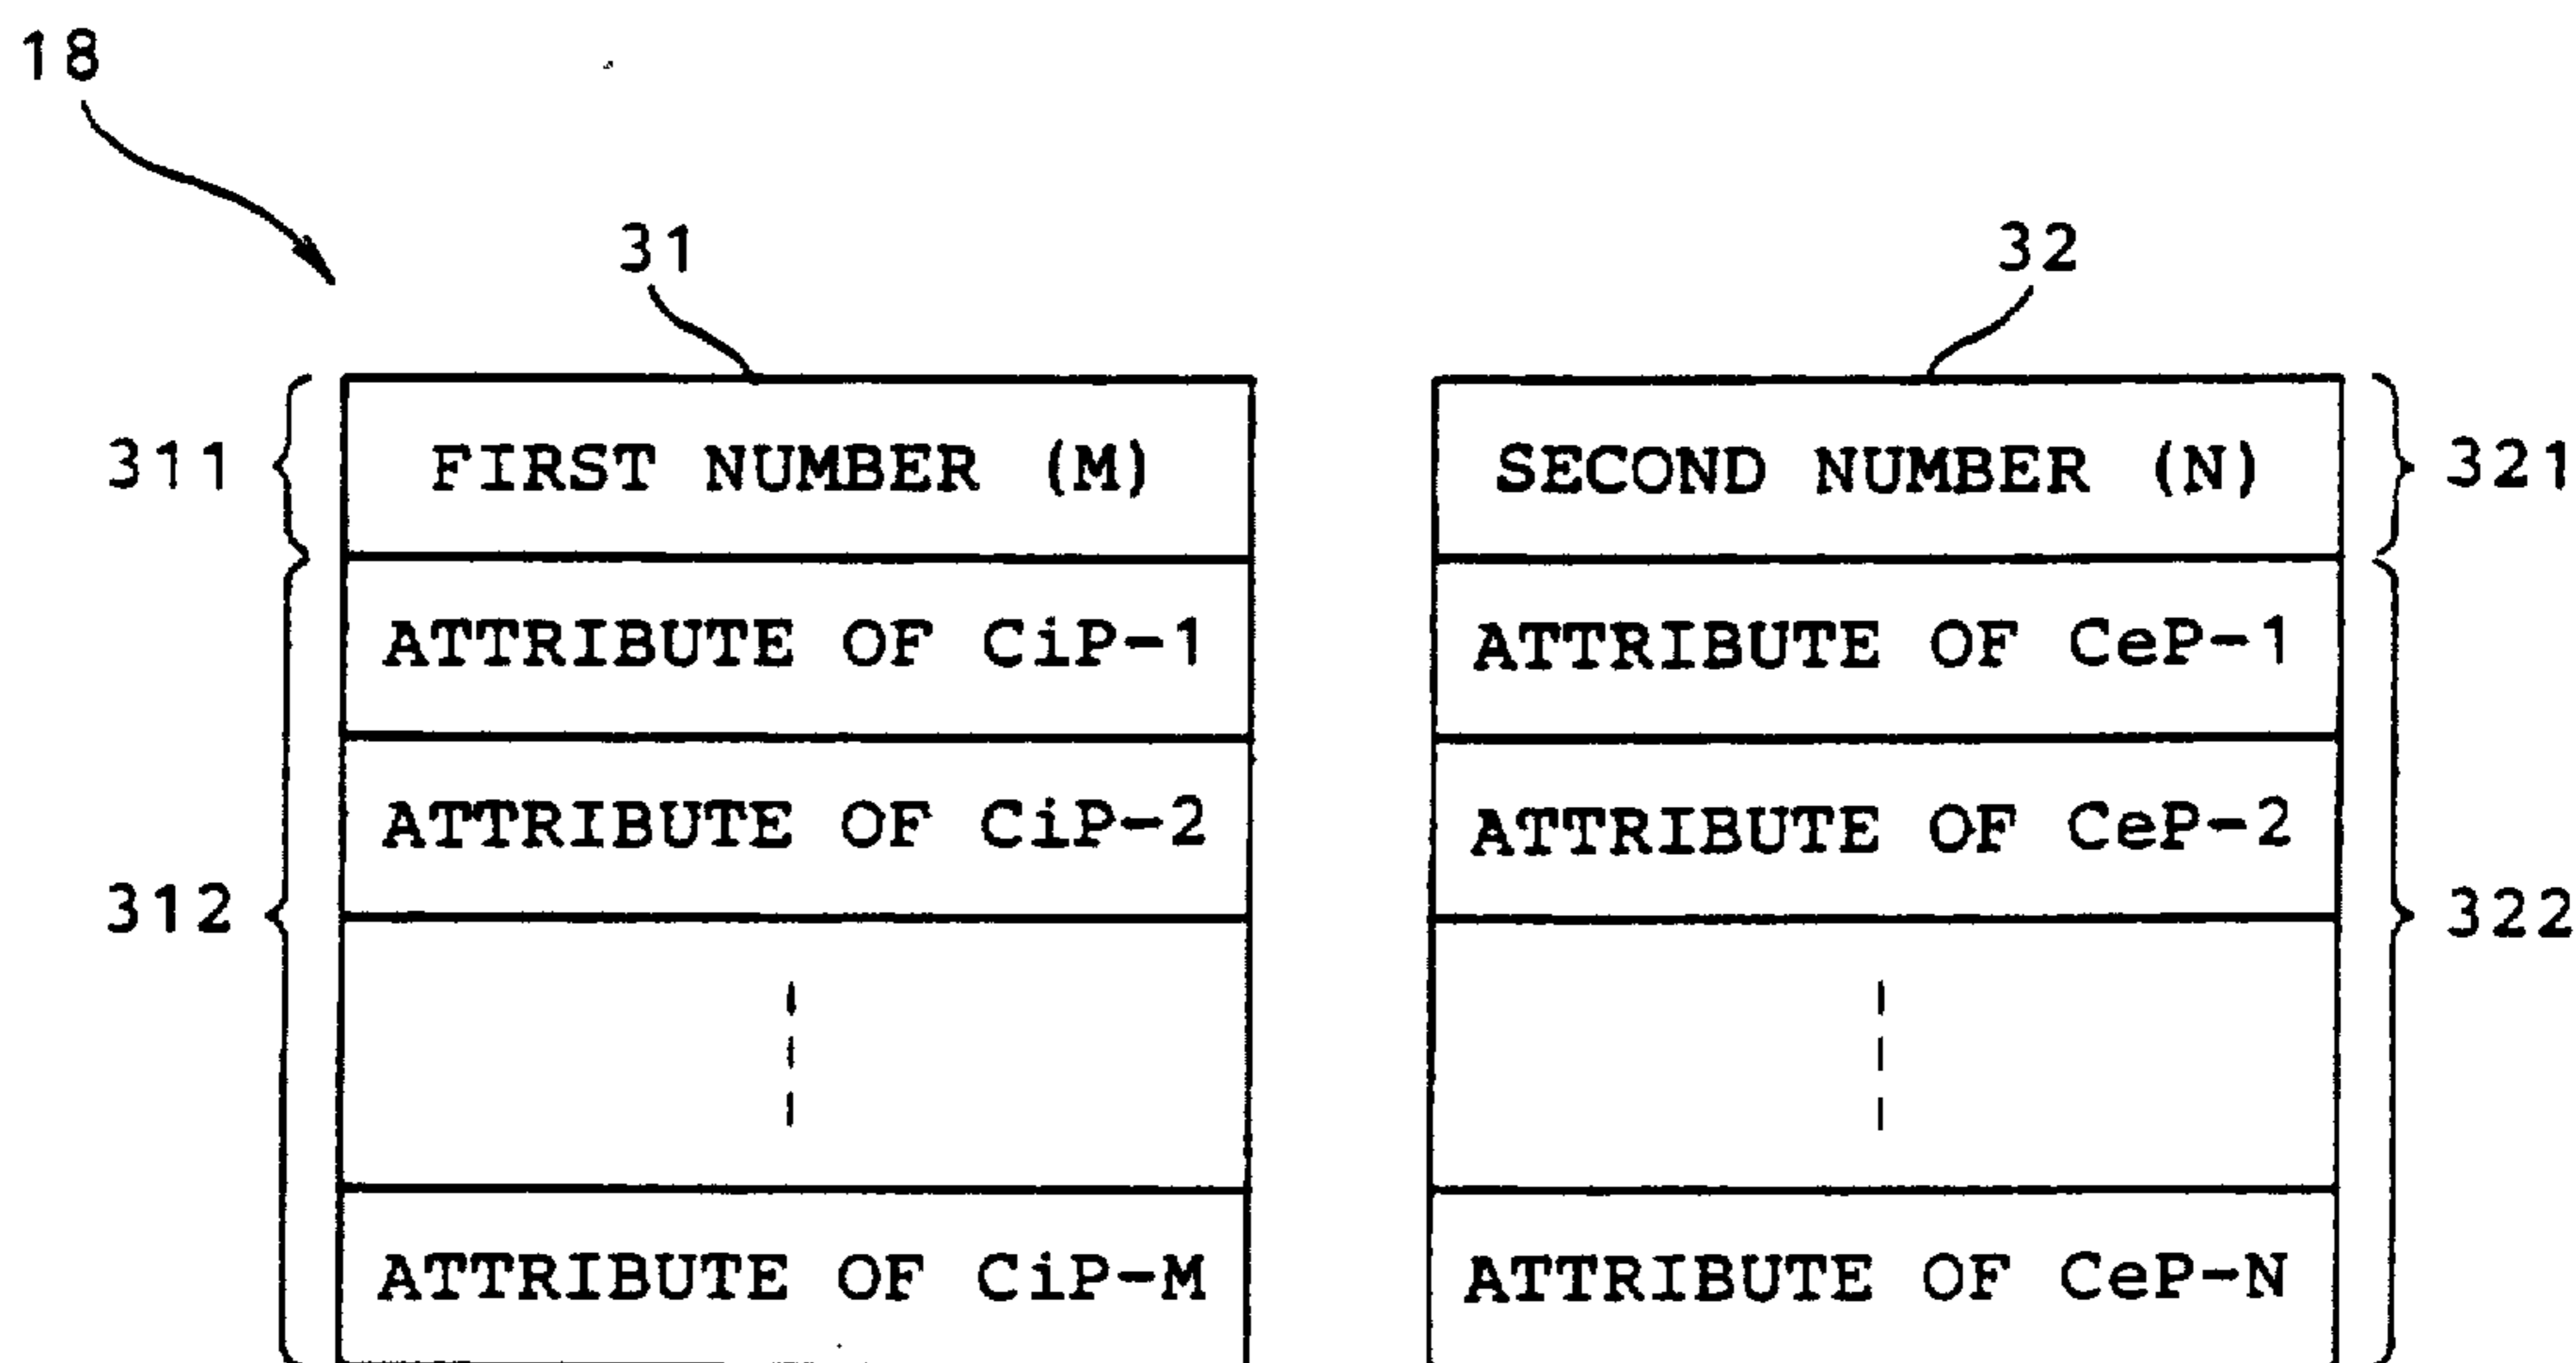 18
31
32
311
FIRST NUMBER (M)
SECOND NUMBER (N)
321
ATTRIBUTE OF CiP-1
ATTRIBUTE OF CeP-1
ATTRIBUTE OF CiP-2
ATTRIBUTE OF CeP-2
312
322
ATTRIBUTE OF CiP-M
ATTRIBUTE OF CeP-N